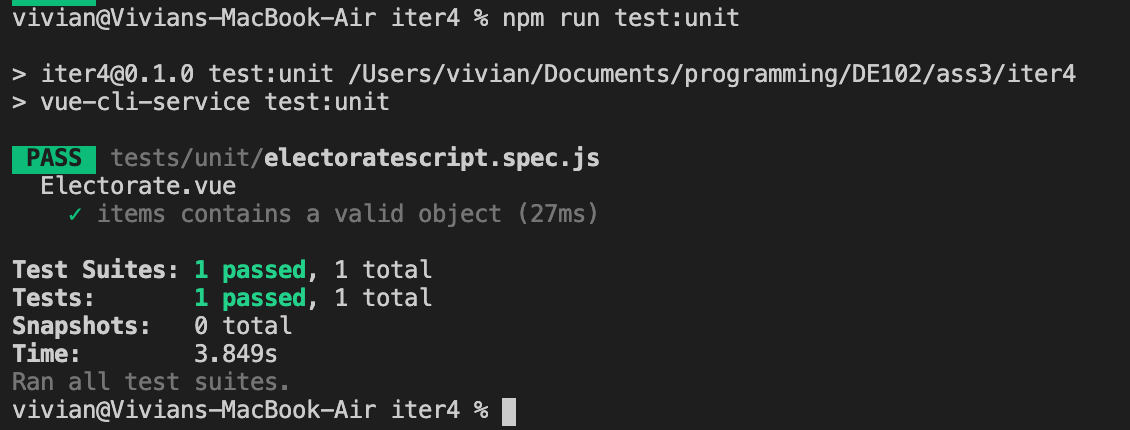 vivian@Vivians-MacBook-Air iter4 % npm run test:unit
> iter4@0.1.0 test:unit /Users/vivian/Documents/programming/DE102/ass3/iter4
> vue-cli-service test:unit
PASS tests/unit/electoratescript.spec.js
Electorate.vue
✓ items contains a valid object (27ms)
Test Suites: 1 passed, 1 total
Tests: 1 passed, 1 total
Snapshots: 0 total
Time: 3.849s
Ran all test suites.
vivian@Vivians-MacBook-Air iter4 %